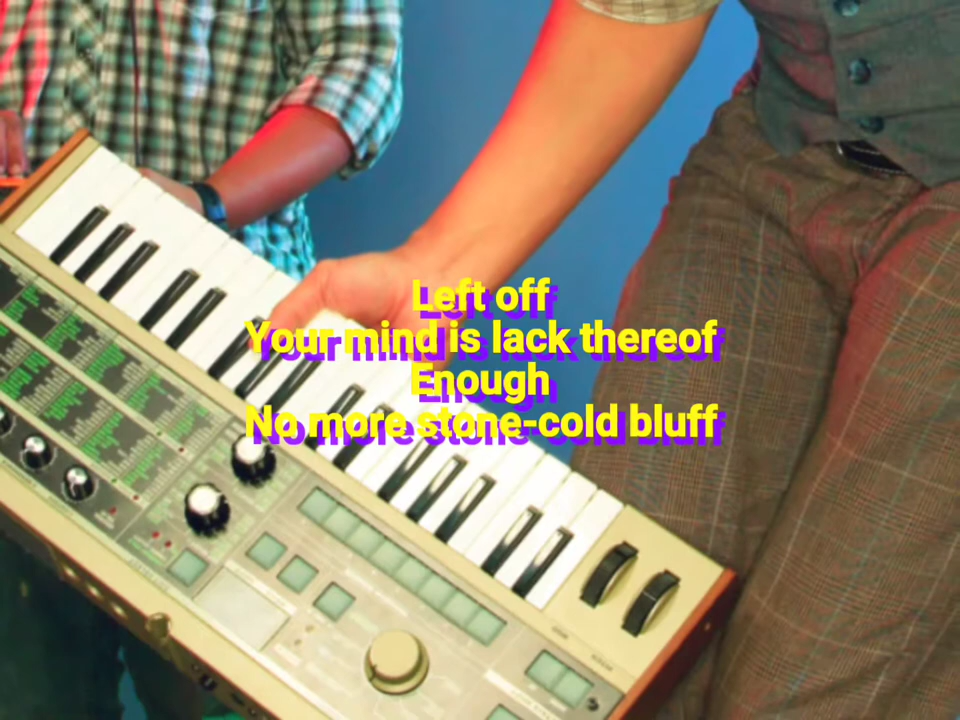 Left off
Your mind is lack thereof
Enough
No more stone-cold bluff